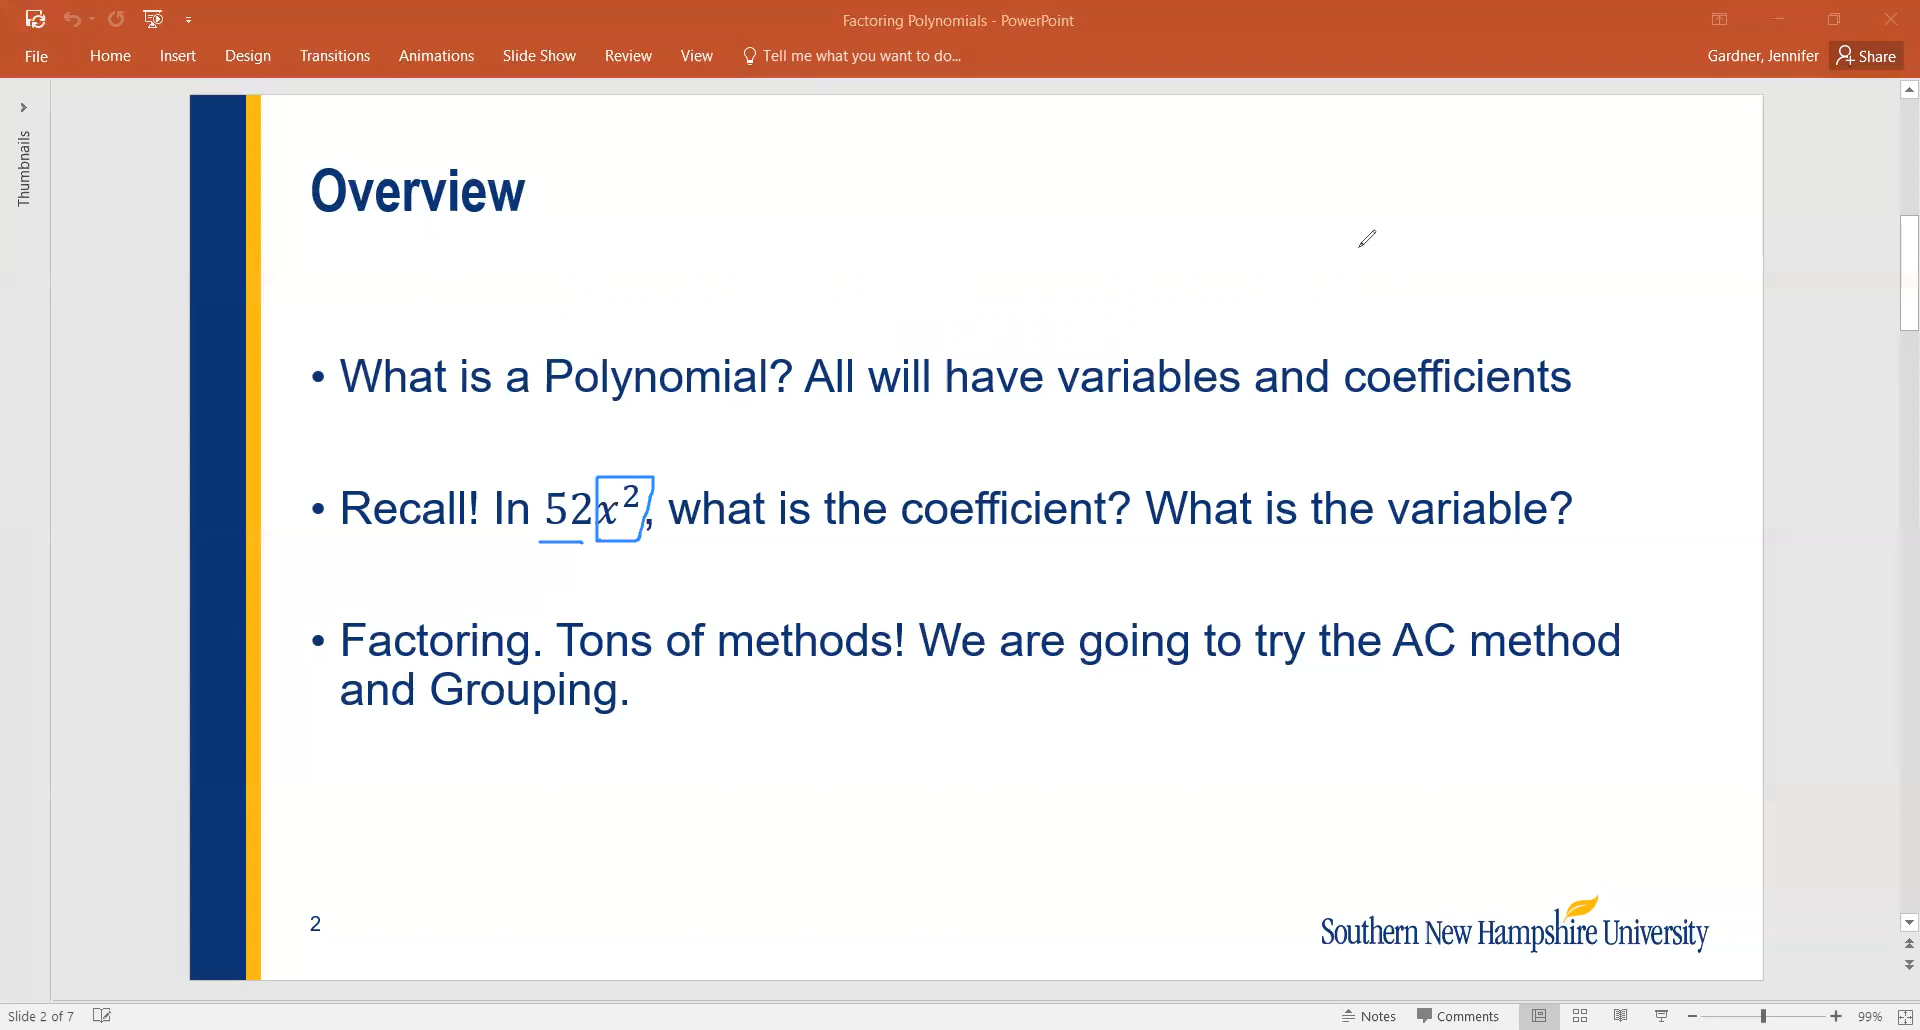 Factoring Polynomials - PowerPoint
File Home Insert Design Transitions Animations Slide Show Review View Tell me what you want to do... Gardner, Jennifer Share
Thumbnails
Overview
• What is a Polynomial? All will have variables and coefficients
• Recall! In 52x², what is the coefficient? What is the variable?
• Factoring. Tons of methods! We are going to try the AC method
and Grouping.
2
Southern New Hampshire University
Slide 2 of 7 Notes Comments 99%